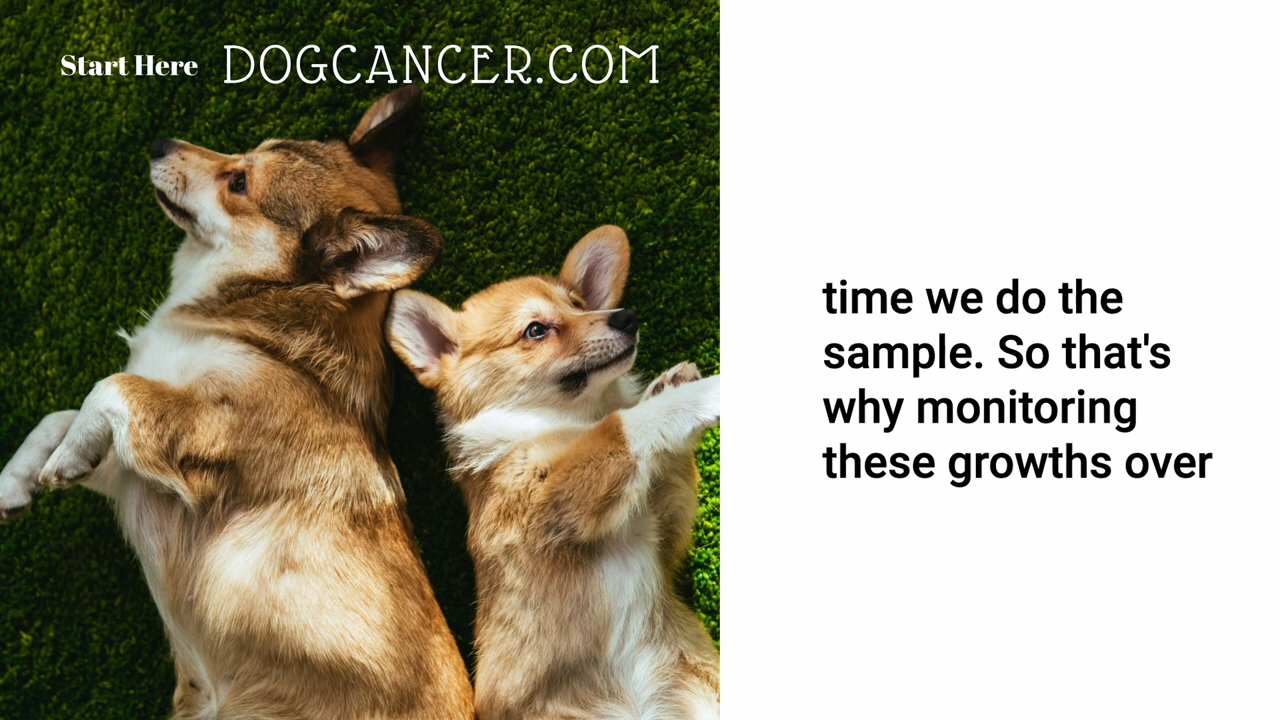 Start Here DOGCANCER.COM
time we do the
sample. So that's
why monitoring
these growths over